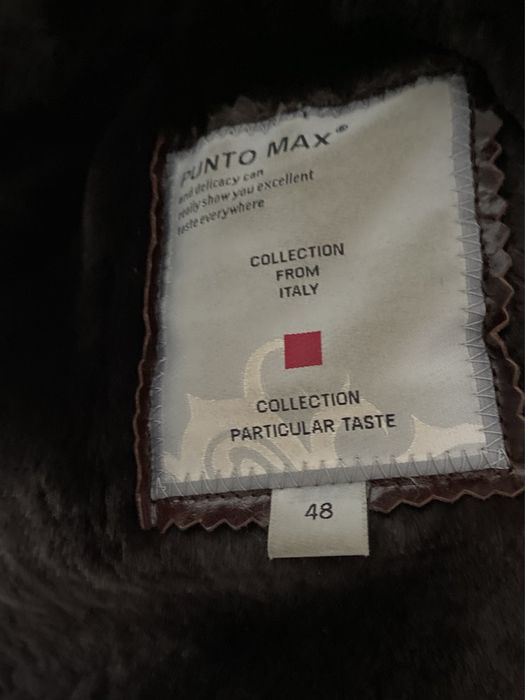 PUNTO MAX®
and delicacy can
really show you excellent
taste everywhere
COLLECTION
FROM
ITALY
COLLECTION
PARTICULAR TASTE
48